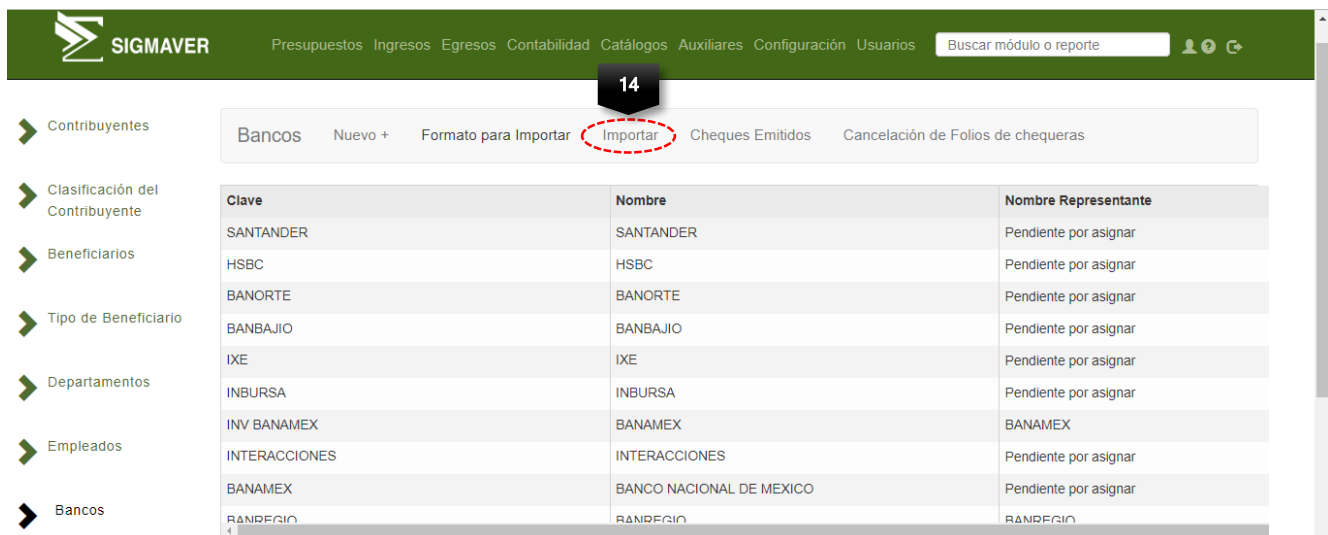 SIGMAVER
Presupuestos Ingresos Egresos Contabilidad Catálogos Auxiliares Configuración Usuarios Buscar módulo o reporte
14
Contribuyentes
Clasificación del
Contribuyente
Beneficiarios
Tipo de Beneficiario
Departamentos
Empleados
Bancos
Bancos Nuevo + Formato para Importar Importar Cheques Emitidos Cancelación de Folios de chequeras
Clave Nombre Nombre Representante
SANTANDER SANTANDER Pendiente por asignar
HSBC HSBC Pendiente por asignar
BANORTE BANORTE Pendiente por asignar
BANBAJIO BANBAJIO Pendiente por asignar
IXE IXE Pendiente por asignar
INBURSA INBURSA Pendiente por asignar
INV BANAMEX BANAMEX BANAMEX
INTERACCIONES INTERACCIONES Pendiente por asignar
BANAMEX BANCO NACIONAL DE MEXICO Pendiente por asignar
BANREGIO BANREGIO BANREGIO